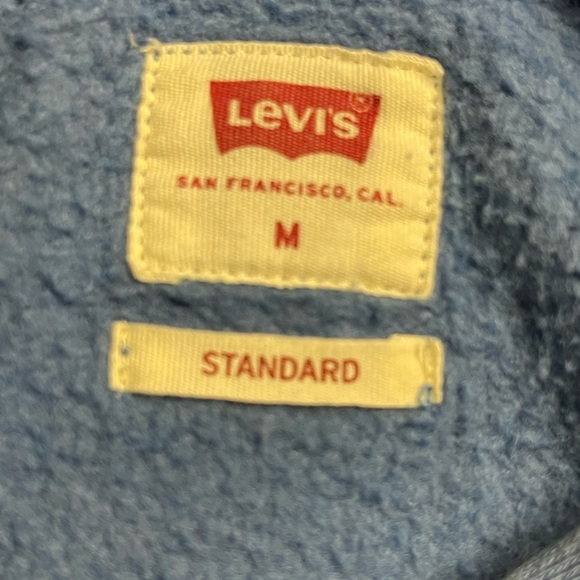 Levi's ®
SAN FRANCISCO, CAL.
M
STANDARD